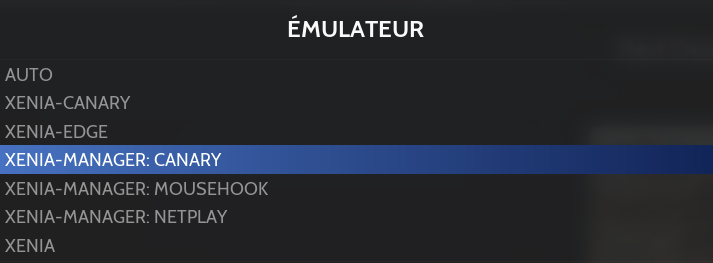 ÉMULATEUR
AUTO
XENIA-CANARY
XENIA-EDGE
XENIA-MANAGER: CANARY
XENIA-MANAGER: MOUSEHOOK
XENIA-MANAGER: NETPLAY
XENIA